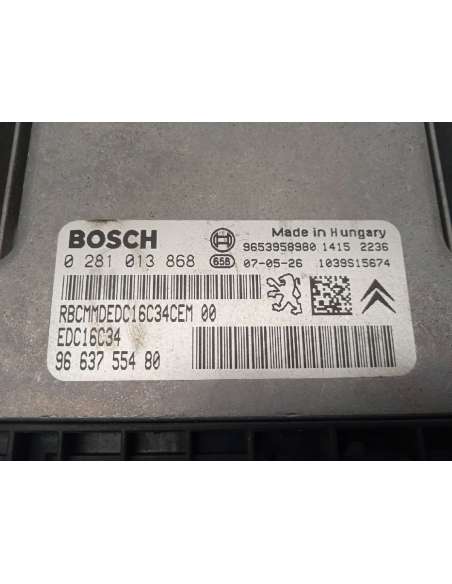 BOSCH
Made in Hungary
9653958980 1415 2236
0 281 013 868 658 07-05-26 1039S15674
RBCMMDEDC16C34CEM 00
EDC16C34
96 637 554 80